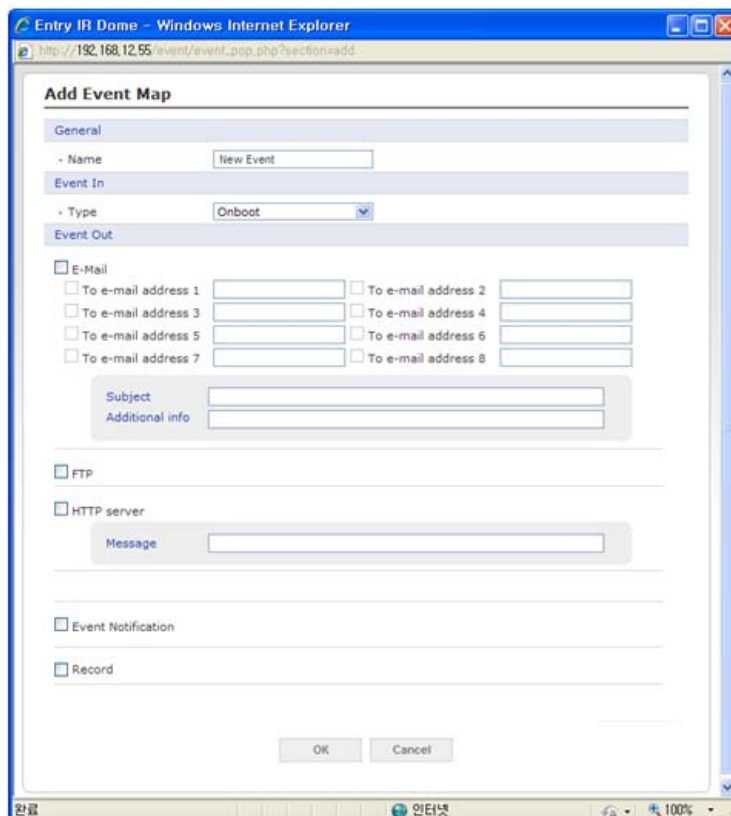 Entry IR Dome - Windows Internet Explorer
http://192,168,12,55/event/event_pop,php?section=add
Add Event Map
General
- Name New Event
Event In
- Type Onboot
Event Out
E-Mail
To e-mail address 1 To e-mail address 2
To e-mail address 3 To e-mail address 4
To e-mail address 5 To e-mail address 6
To e-mail address 7 To e-mail address 8
Subject
Additional info
FTP
HTTP server
Message
Event Notification
Record
OK Cancel
완료 인터넷 100%